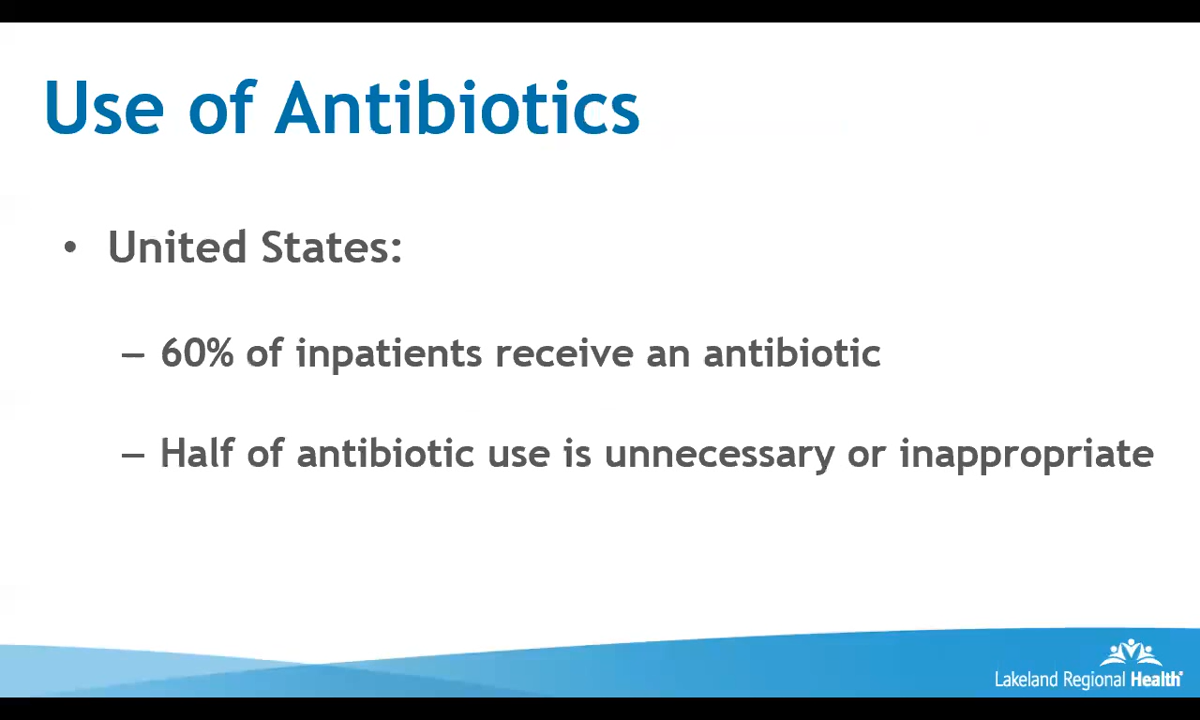 Use of Antibiotics
• United States:
– 60% of inpatients receive an antibiotic
– Half of antibiotic use is unnecessary or inappropriate
Lakeland Regional Health